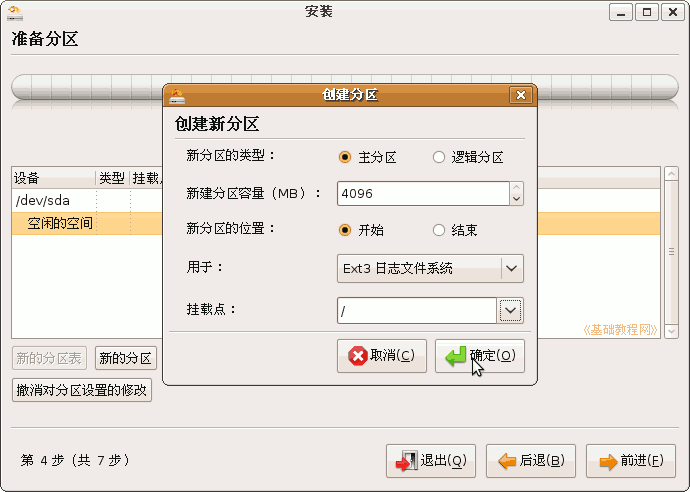 安装
准备分区
创建分区
创建新分区
新分区的类型：
主分区
逻辑分区
新建分区容量（MB）：
4096
新分区的位置：
开始
结束
用于：
Ext3 日志文件系统
挂载点：
/
取消(C)
确定(O)
设备 类型 挂载点
/dev/sda
空闲的空间
《基础教程网》
新的分区表
新的分区
撤消对分区设置的修改
第 4 步（共 7 步）
退出(Q)
后退(B)
前进(F)